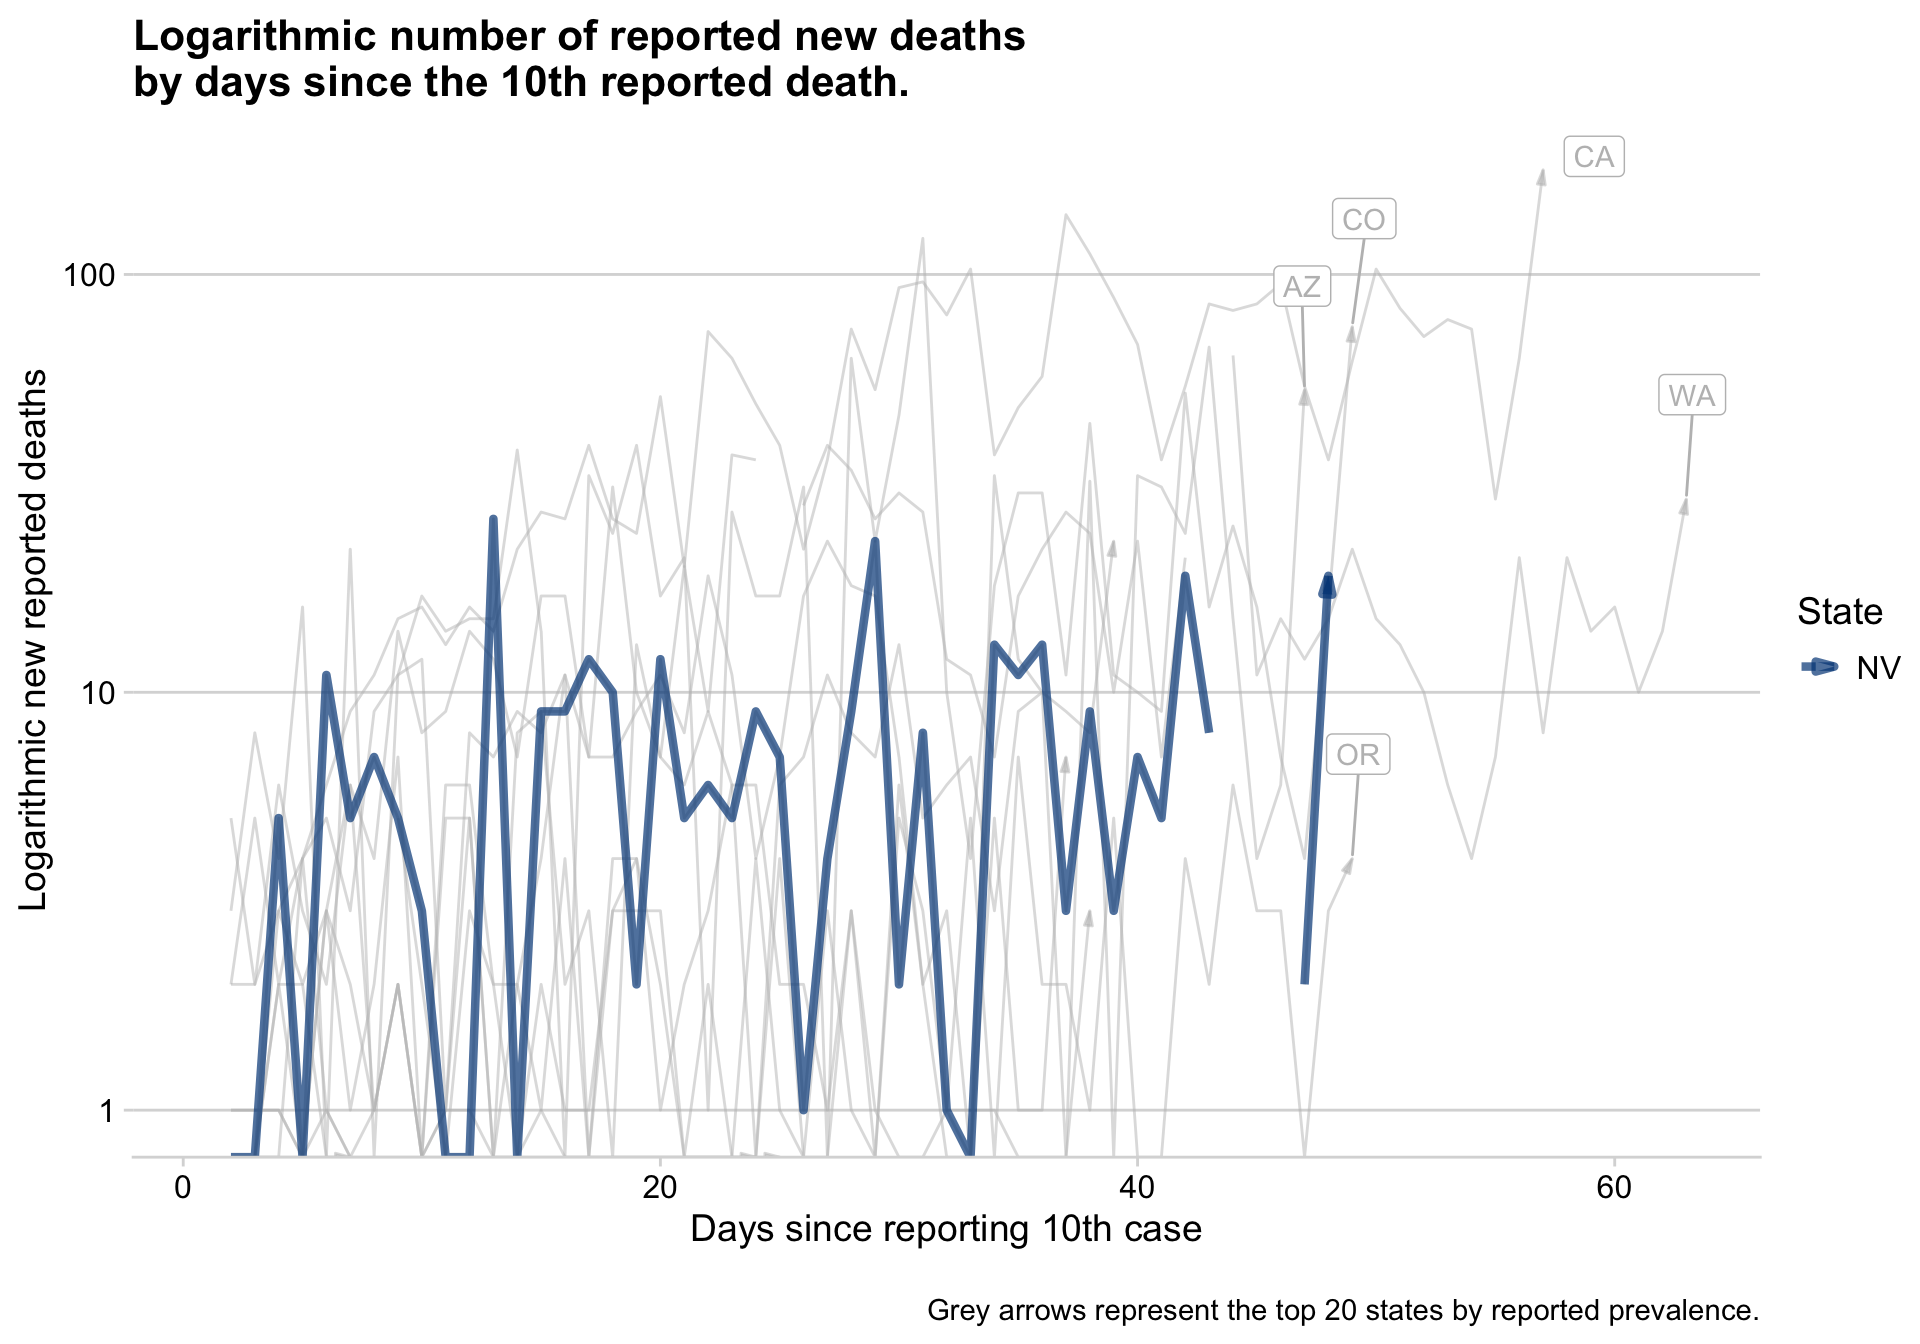 Logarithmic number of reported new deaths
by days since the 10th reported death.
CA
CO
100
AZ
WA
Logarithmic new reported deaths
State
NV
10
OR
1
0
20
40
60
Days since reporting 10th case
Grey arrows represent the top 20 states by reported prevalence.